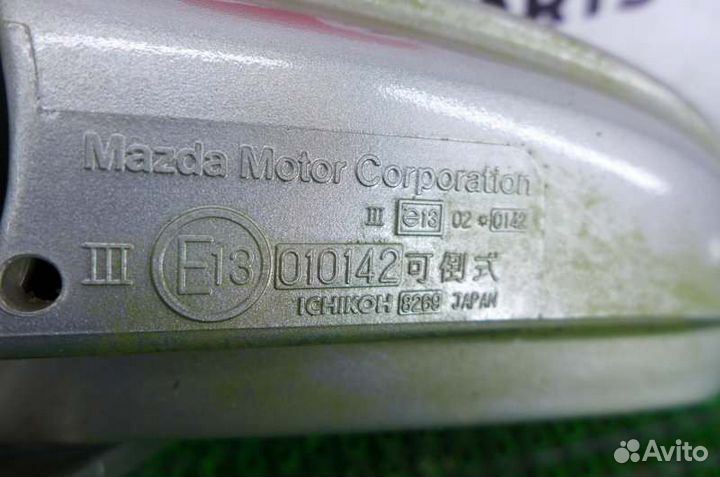 Mazda Motor Corporation
III e13 02 * 0142
III E13 010142 可倒式
ICHIKOH 8269 JAPAN
Avito